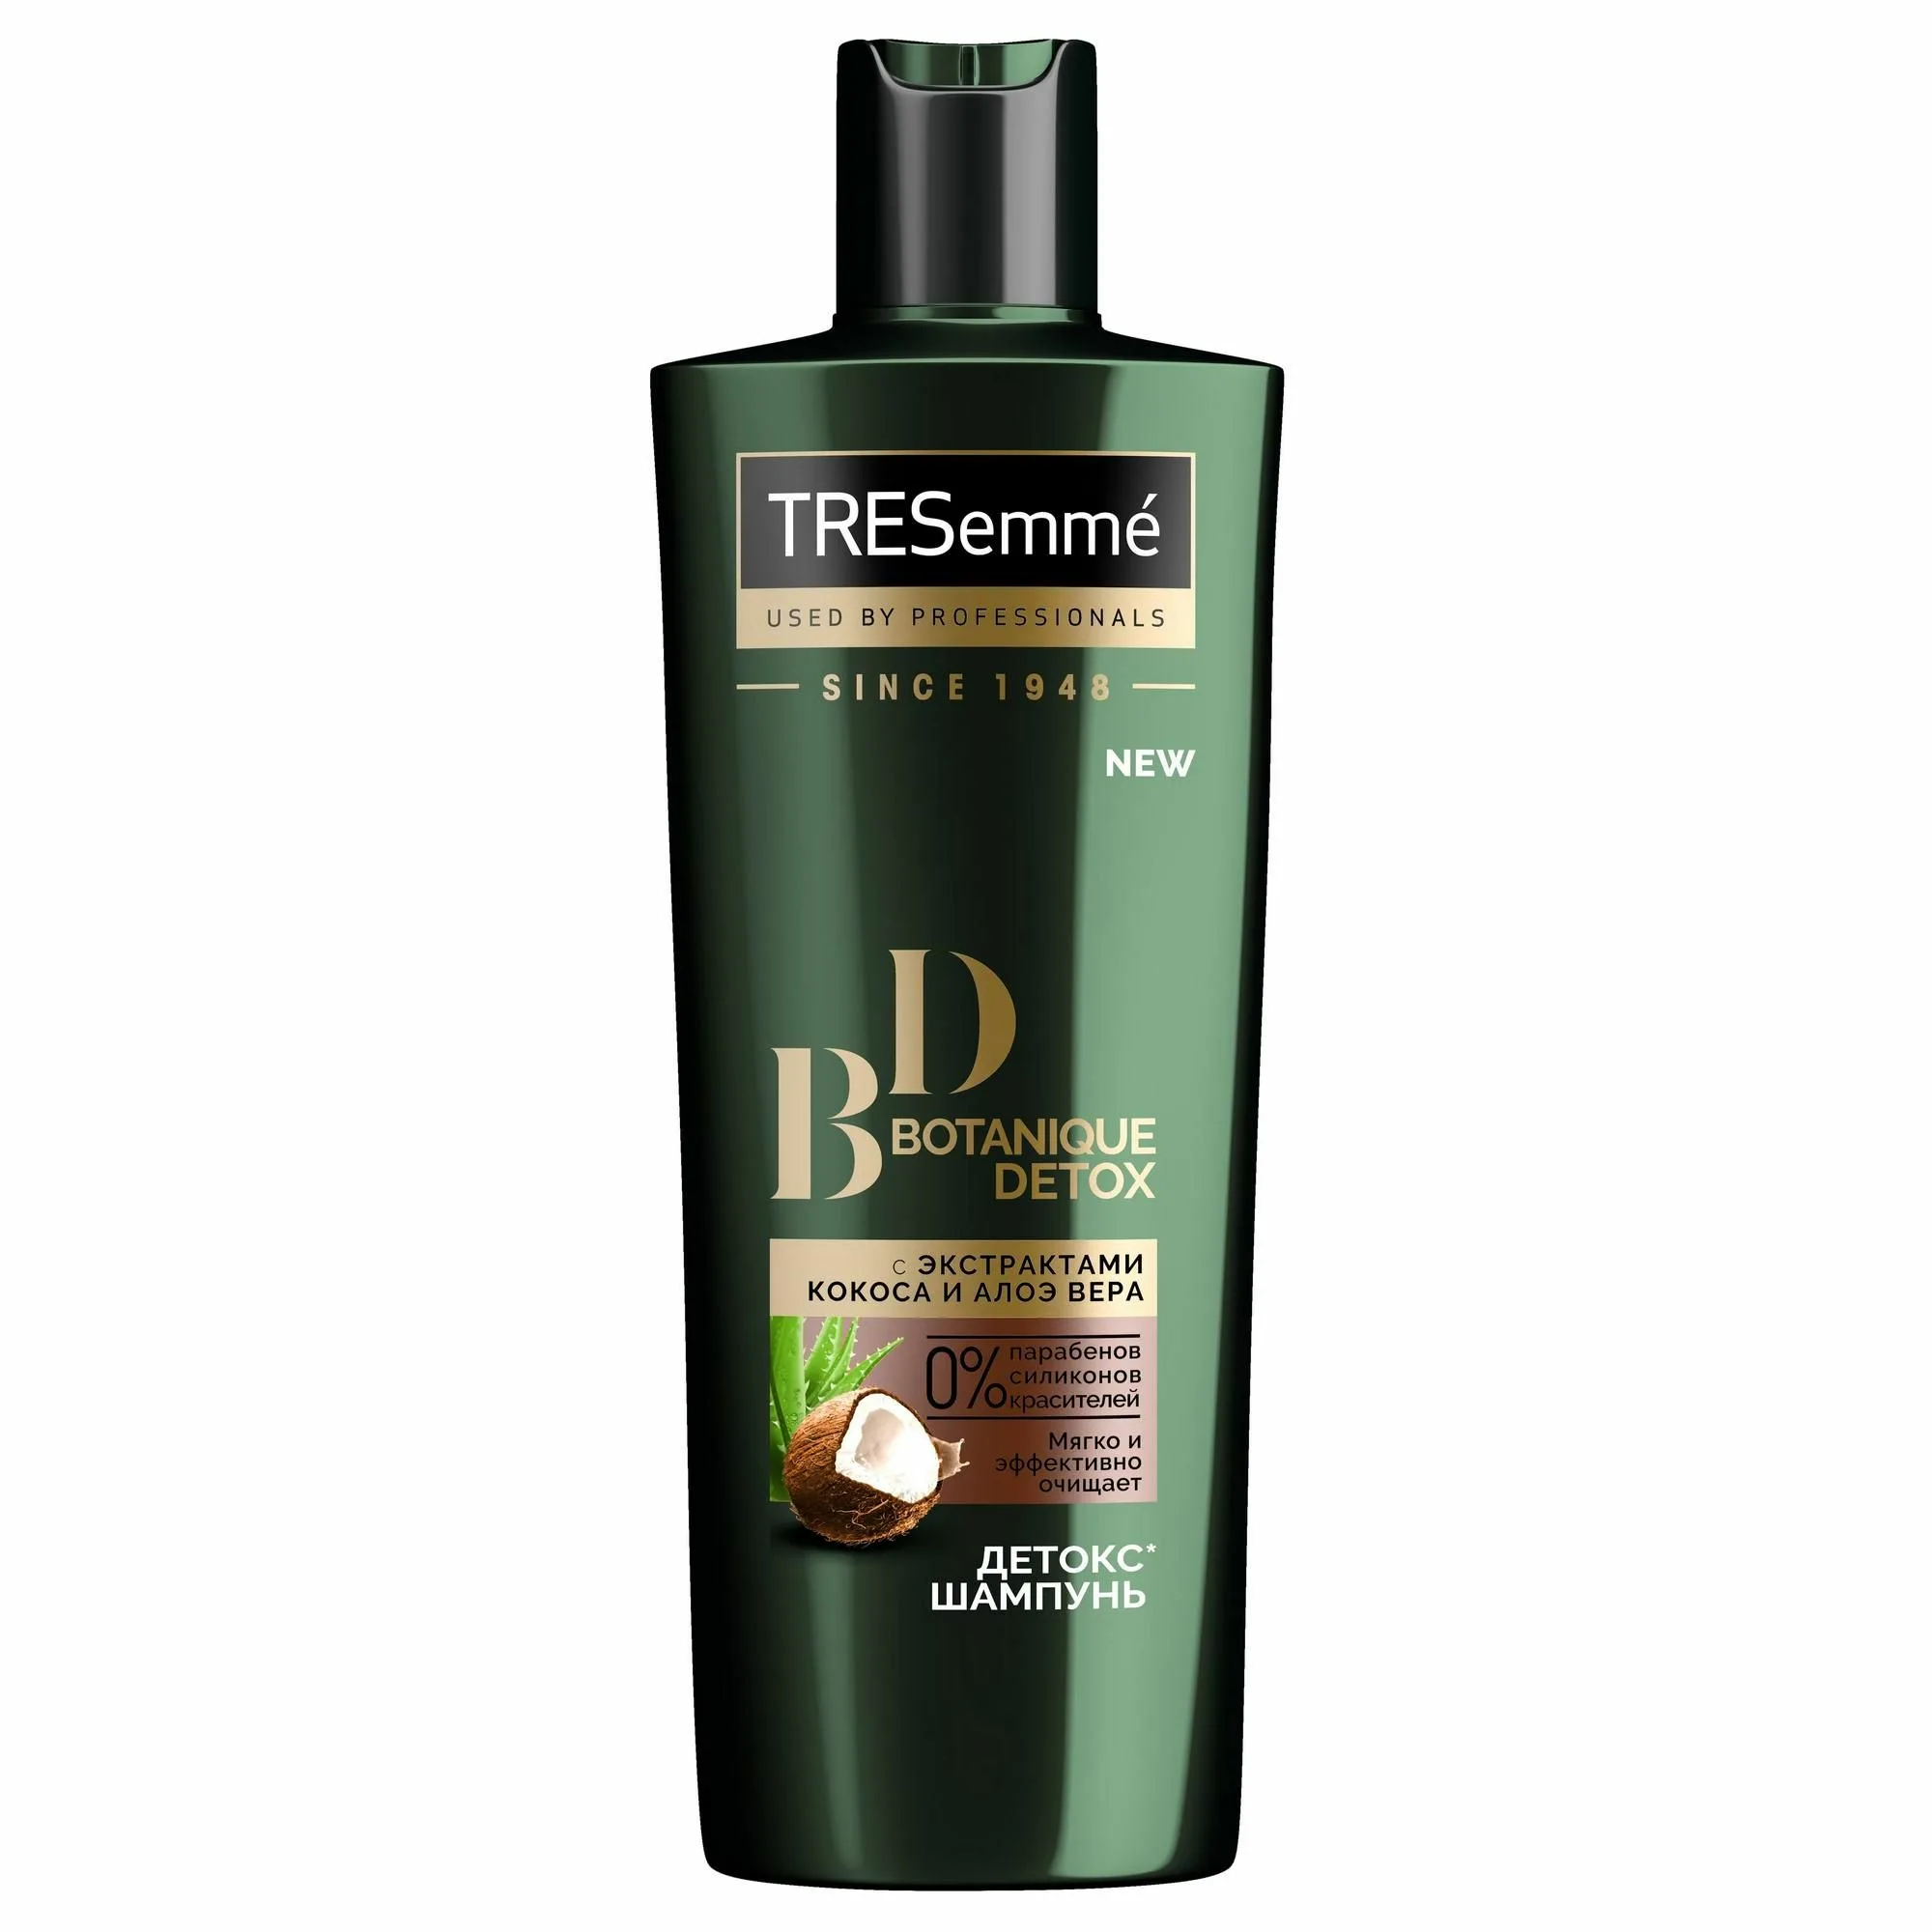 TRESemmé
USED BY PROFESSIONALS
SINCE 1948
NEW
BD
BOTANIQUE
DETOX
с ЭКСТРАКТАМИ
КОКОСА И АЛОЭ ВЕРА
0% парабенов
силиконов
красителей
Мягко и
эффективно
очищает
ДЕТОКС*
ШАМПУНЬ